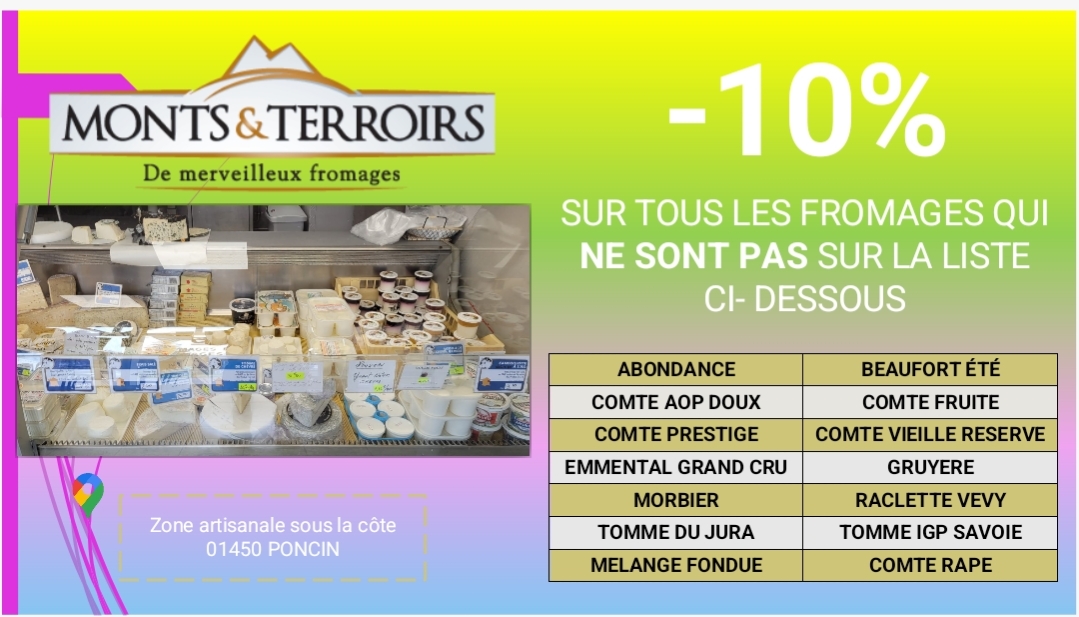 MONTS & TERROIRS
De merveilleux fromages
-10%
SUR TOUS LES FROMAGES QUI
NE SONT PAS SUR LA LISTE
CI- DESSOUS
ABONDANCE BEAUFORT ÉTÉ
COMTE AOP DOUX COMTE FRUITE
COMTE PRESTIGE COMTE VIEILLE RESERVE
EMMENTAL GRAND CRU GRUYERE
MORBIER RACLETTE VEVY
TOMME DU JURA TOMME IGP SAVOIE
MELANGE FONDUE COMTE RAPE
Zone artisanale sous la côte
01450 PONCIN